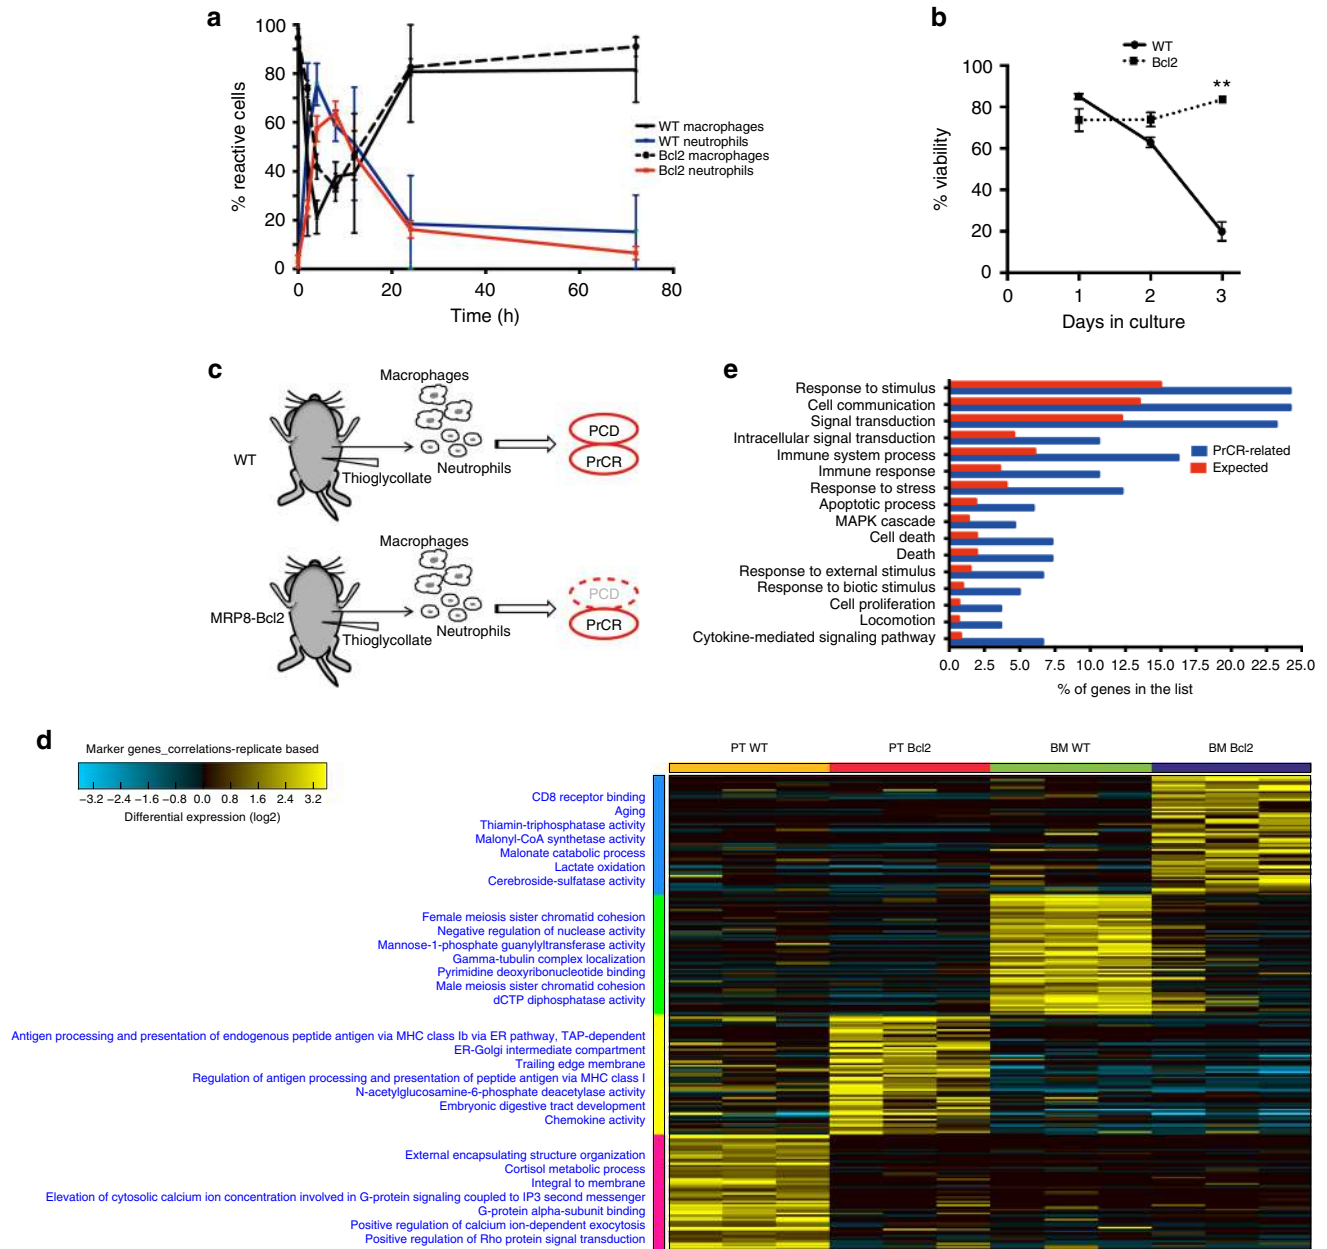 a
100
80
60
40
20
0
% reactive cells
0 20 40 60 80
Time (h)
WT macrophages
WT neutrophils
Bcl2 macrophages
Bcl2 neutrophils
b
WT
Bcl2
**
100
80
60
40
20
0
% viability
0 1 2 3
Days in culture
c
Macrophages
WT
Thioglycollate
Neutrophils
PCD
PrCR
Macrophages
MRP8-Bcl2
Thioglycollate
Neutrophils
PCD
PrCR
e
Response to stimulus
Cell communication
Signal transduction
Intracellular signal transduction
Immune system process
Immune response
Response to stress
Apoptotic process
MAPK cascade
Cell death
Death
Response to external stimulus
Response to biotic stimulus
Cell proliferation
Locomotion
Cytokine-mediated signaling pathway
PrCR-related
Expected
0.0 2.5 5.0 7.5 10.0 12.5 15.0 17.5 20.0 22.5 25.0
% of genes in the list
d
Marker genes_correlations-replicate based
−3.2 −2.4 −1.6 −0.8 0.0 0.8 1.6 2.4 3.2
Differential expression (log2)
PT WT PT Bcl2 BM WT BM Bcl2
CD8 receptor binding
Aging
Thiamin-triphosphatase activity
Malonyl-CoA synthetase activity
Malonate catabolic process
Lactate oxidation
Cerebroside-sulfatase activity
Female meiosis sister chromatid cohesion
Negative regulation of nuclease activity
Mannose-1-phosphate guanylyltransferase activity
Gamma-tubulin complex localization
Pyrimidine deoxyribonucleotide binding
Male meiosis sister chromatid cohesion
dCTP diphosphatase activity
Antigen processing and presentation of endogenous peptide antigen via MHC class Ib via ER pathway, TAP-dependent
ER-Golgi intermediate compartment
Trailing edge membrane
Regulation of antigen processing and presentation of peptide antigen via MHC class I
N-acetylglucosamine-6-phosphate deacetylase activity
Embryonic digestive tract development
Chemokine activity
External encapsulating structure organization
Cortisol metabolic process
Integral to membrane
Elevation of cytosolic calcium ion concentration involved in G-protein signaling coupled to IP3 second messenger
G-protein alpha-subunit binding
Positive regulation of calcium ion-dependent exocytosis
Positive regulation of Rho protein signal transduction